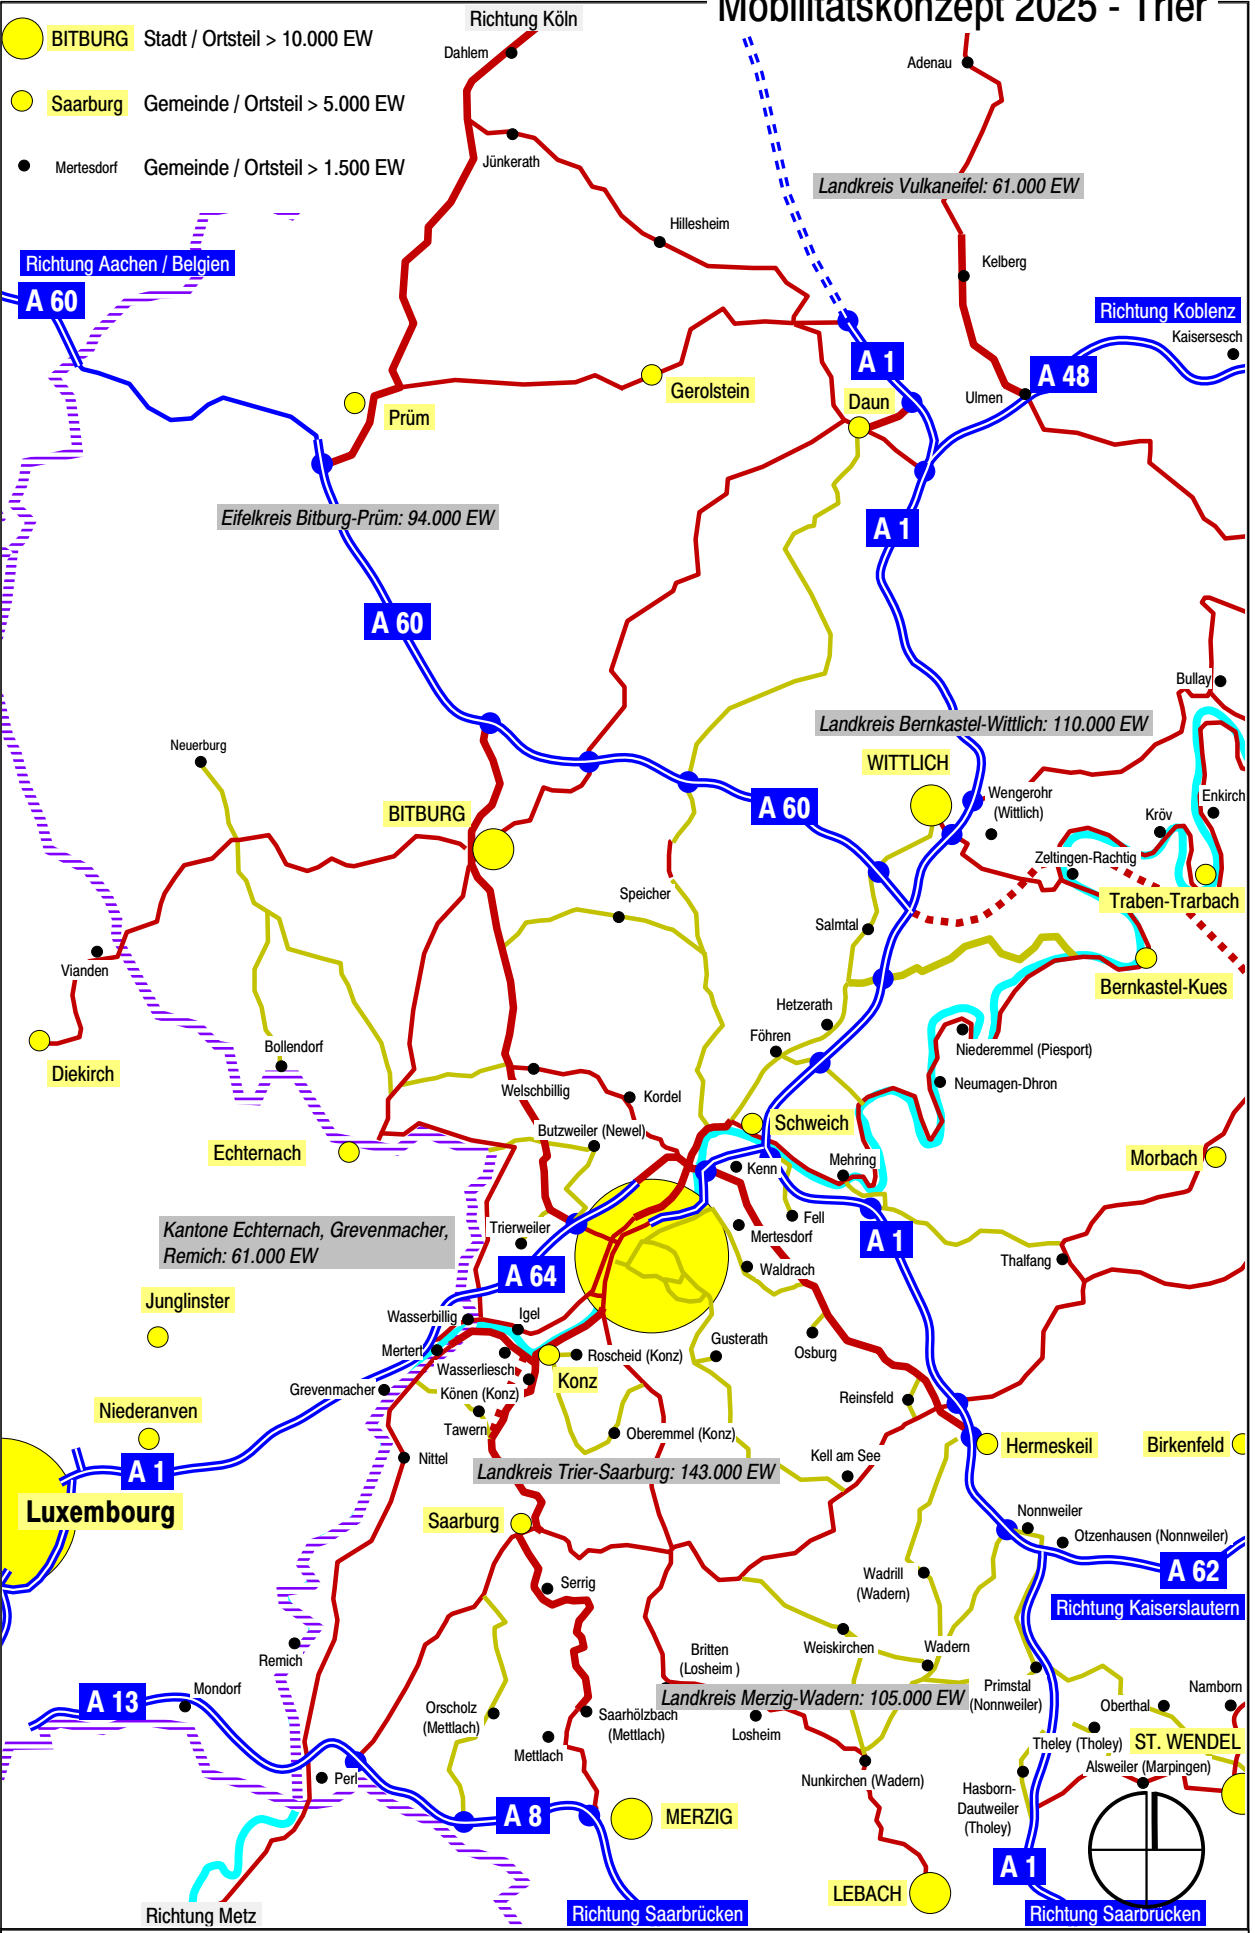 Mobilitätskonzept 2025 - Trier
BITBURG Stadt / Ortsteil > 10.000 EW
Saarburg Gemeinde / Ortsteil > 5.000 EW
Mertesdorf Gemeinde / Ortsteil > 1.500 EW
Richtung Köln
Dahlem
Adenau
Jünkerath
Landkreis Vulkaneifel: 61.000 EW
Hillesheim
Richtung Aachen / Belgien
Kelberg
A 60
Richtung Koblenz
Kaisersesch
A 1
A 48
Gerolstein
Daun
Ulmen
Prüm
Eifelkreis Bitburg-Prüm: 94.000 EW
A 1
A 60
Bullay
Landkreis Bernkastel-Wittlich: 110.000 EW
Neuerburg
WITTLICH
Wengerohr
(Wittlich)
Enkirch
A 60
BITBURG
Kröv
Zeltingen-Rachtig
Speicher
Traben-Trarbach
Salmtal
Vianden
Bernkastel-Kues
Hetzerath
Föhren
Bollendorf
Niederemmel (Piesport)
Diekirch
Neumagen-Dhron
Welschbillig
Kordel
Schweich
Butzweiler (Newel)
Echternach
Mehring
Morbach
Kenn
Kantone Echternach, Grevenmacher,
Remich: 61.000 EW
Trierweiler
Fell
Mertesdorf
A 1
Thalfang
Waldrach
A 64
Junglinster
Wasserbillig
Igel
Gusterath
Osburg
Mertert
Roscheid (Konz)
Wasserliesch
Konz
Grevenmacher
Könen (Konz)
Reinsfeld
Niederanven
Tawern
Oberemmel (Konz)
Hermeskeil
Birkenfeld
Nittel
Kell am See
A 1
Landkreis Trier-Saarburg: 143.000 EW
Luxembourg
Saarburg
Nonnweiler
Otzenhausen (Nonnweiler)
A 62
Wadrill
(Wadern)
Serrig
Richtung Kaiserslautern
Weiskirchen
Wadern
Britten
(Losheim )
Remich
Primstal
(Nonnweiler)
Mondorf
Namborn
A 13
Landkreis Merzig-Wadern: 105.000 EW
Orscholz
(Mettlach)
Saarhölzbach
(Mettlach)
Oberthal
Losheim
Theley (Tholey)
ST. WENDEL
Mettlach
Alsweiler (Marpingen)
Perl
Nunkirchen (Wadern)
Hasborn-
Dautweiler
(Tholey)
A 8
MERZIG
A 1
LEBACH
Richtung Metz
Richtung Saarbrücken
Richtung Saarbrücken